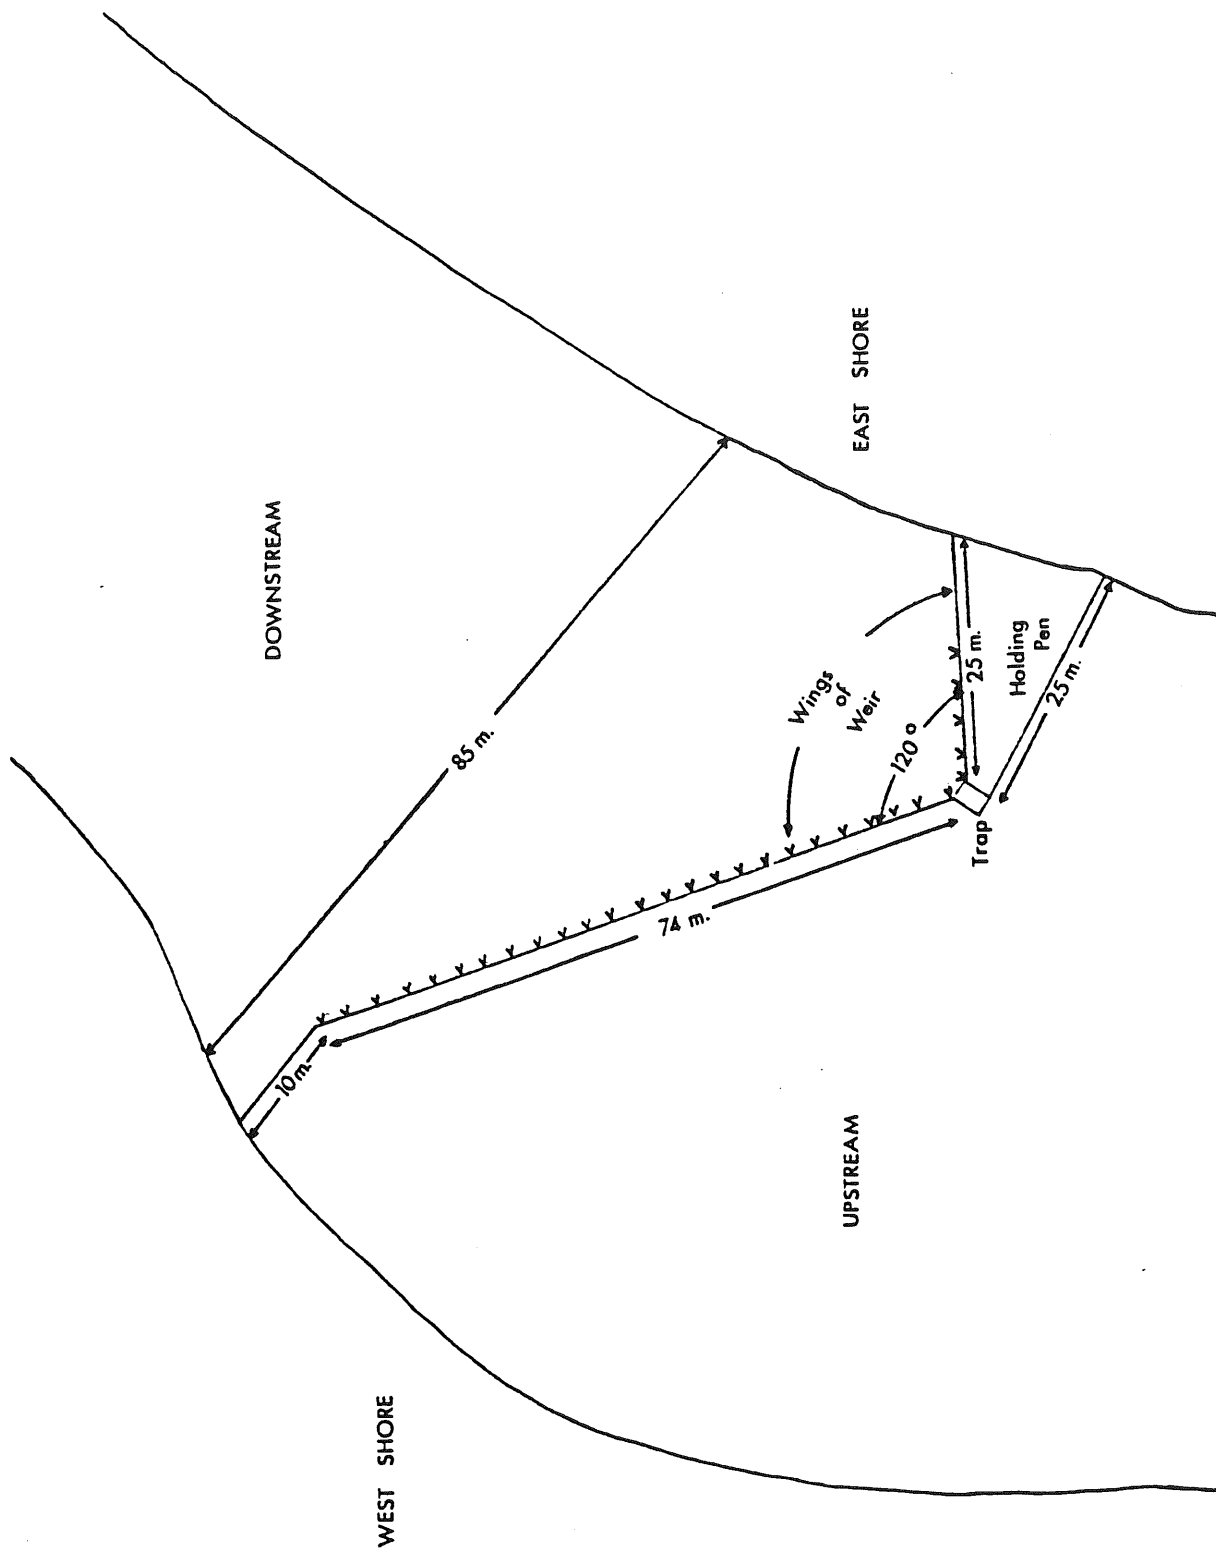 DOWNSTREAM
EAST SHORE
85 m.
Wings
of
Weir
120°
25 m.
Holding
Pen
25 m.
Trap
74 m.
10 m.
UPSTREAM
WEST SHORE